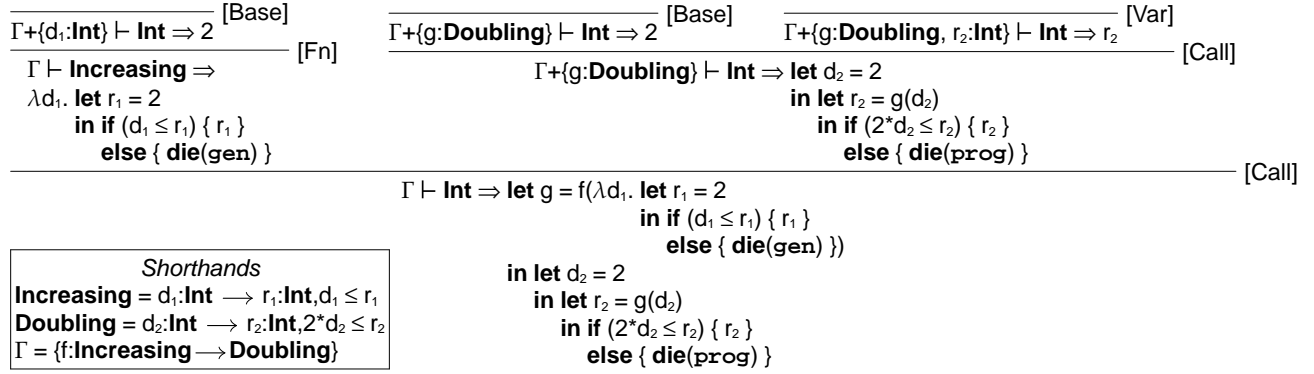 [Base] [Base] [Var]
Γ+{d₁:Int} ⊢ Int ⇒ 2 Γ+{g:Doubling} ⊢ Int ⇒ 2 Γ+{g:Doubling, r₂:Int} ⊢ Int ⇒ r₂
[Fn] [Call]
Γ ⊢ Increasing ⇒ Γ+{g:Doubling} ⊢ Int ⇒ let d₂ = 2
λd₁. let r₁ = 2 in let r₂ = g(d₂)
in if (d₁ ≤ r₁) { r₁ } in if (2*d₂ ≤ r₂) { r₂ }
else { die(gen) } else { die(prog) }
[Call]
Γ ⊢ Int ⇒ let g = f(λd₁. let r₁ = 2
in if (d₁ ≤ r₁) { r₁ }
else { die(gen) })
in let d₂ = 2
in let r₂ = g(d₂)
in if (2*d₂ ≤ r₂) { r₂ }
else { die(prog) }
Shorthands
Increasing = d₁:Int ⟶ r₁:Int,d₁ ≤ r₁
Doubling = d₂:Int ⟶ r₂:Int,2*d₂ ≤ r₂
Γ = {f:Increasing⟶Doubling}